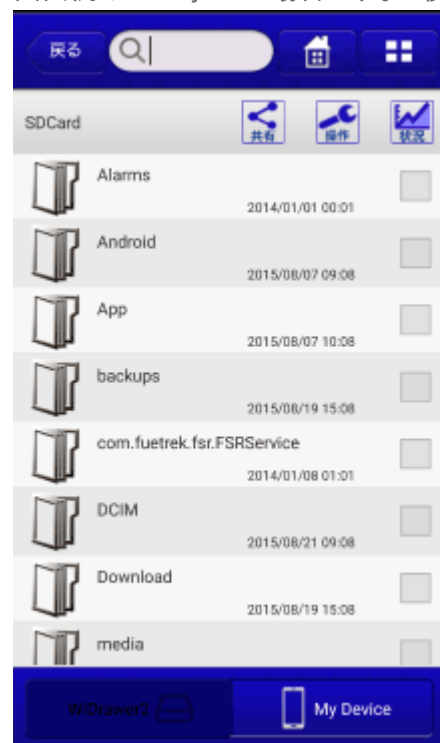 戻る
SDCard
共有
操作
状況
Alarms
2014/01/01 00:01
Android
2015/08/07 09:08
App
2015/08/07 10:08
backups
2015/08/19 15:08
com.fuetrek.fsr.FSRService
2014/01/08 01:01
DCIM
2015/08/21 09:08
Download
2015/08/19 15:08
media
WiDrawer2
My Device